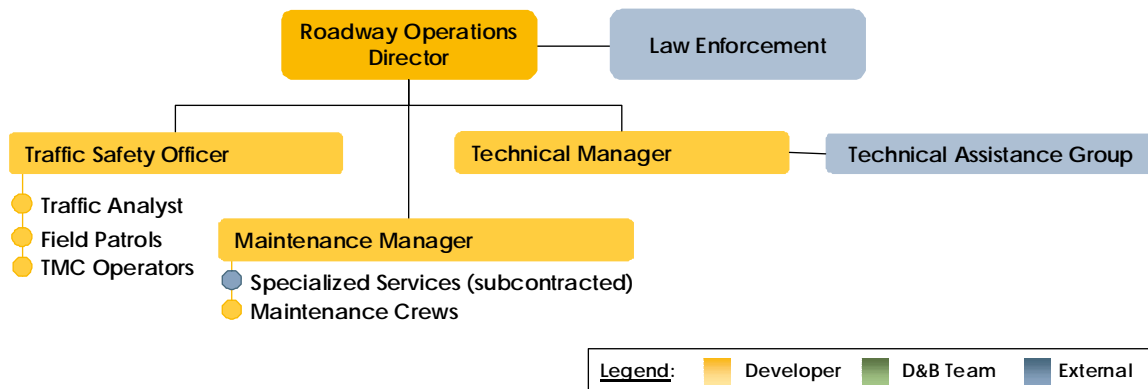 Roadway Operations
Director
Law Enforcement
Traffic Safety Officer
Technical Manager
Technical Assistance Group
Traffic Analyst
Field Patrols
TMC Operators
Maintenance Manager
Specialized Services (subcontracted)
Maintenance Crews
Legend: Developer D&B Team External